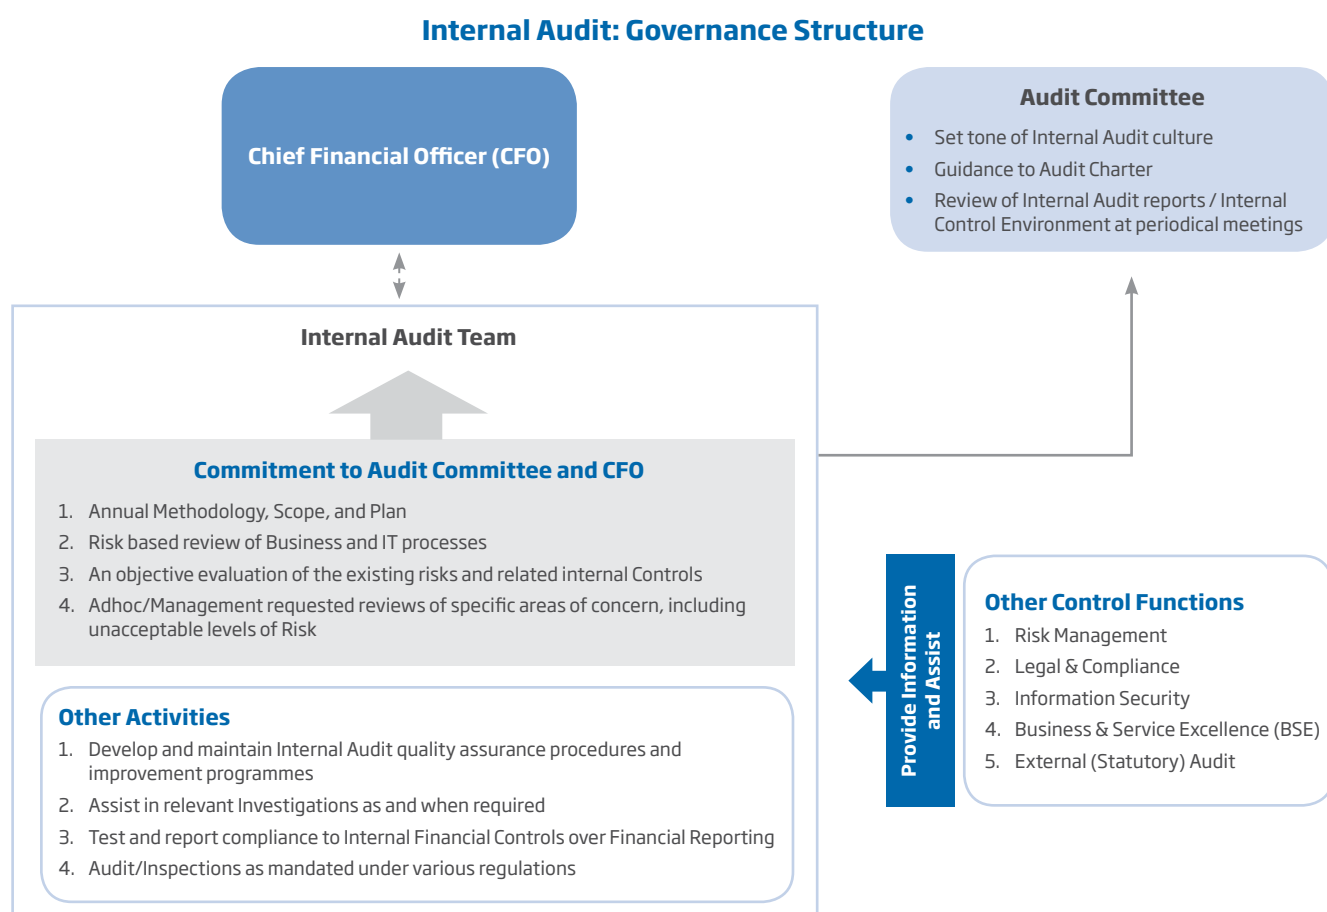 Internal Audit: Governance Structure
Chief Financial Officer (CFO)
Audit Committee
• Set tone of Internal Audit culture
• Guidance to Audit Charter
• Review of Internal Audit reports / Internal
Control Environment at periodical meetings
Internal Audit Team
Commitment to Audit Committee and CFO
1. Annual Methodology, Scope, and Plan
2. Risk based review of Business and IT processes
3. An objective evaluation of the existing risks and related internal Controls
4. Adhoc/Management requested reviews of specific areas of concern, including
unacceptable levels of Risk
Other Activities
1. Develop and maintain Internal Audit quality assurance procedures and
improvement programmes
2. Assist in relevant Investigations as and when required
3. Test and report compliance to Internal Financial Controls over Financial Reporting
4. Audit/Inspections as mandated under various regulations
Provide Information
and Assist
Other Control Functions
1. Risk Management
2. Legal & Compliance
3. Information Security
4. Business & Service Excellence (BSE)
5. External (Statutory) Audit